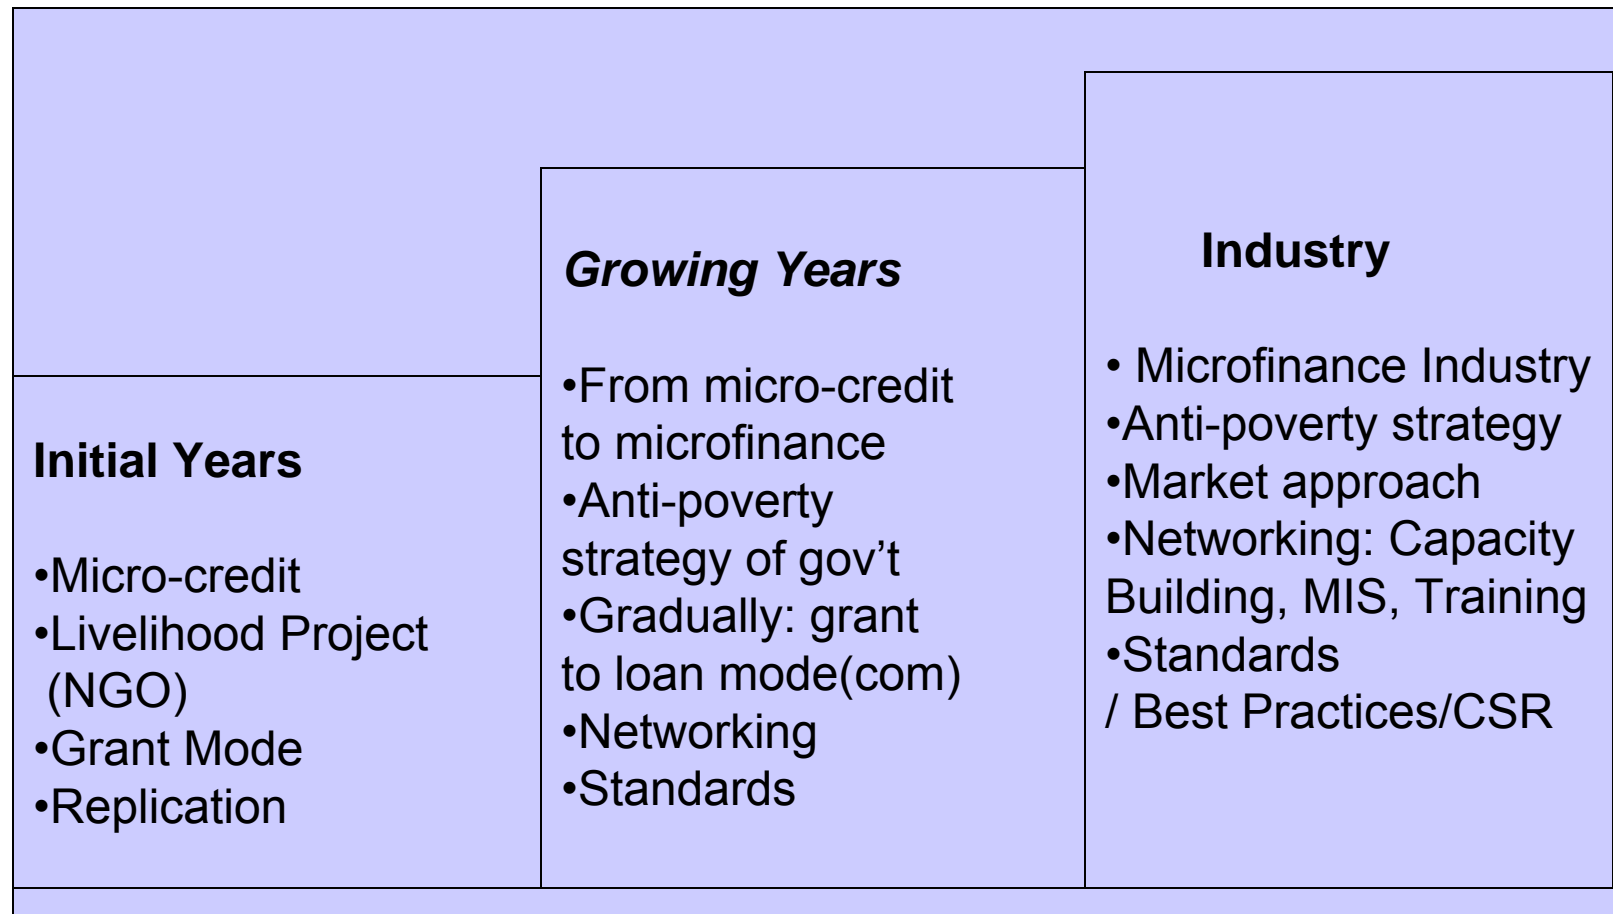 Initial Years
•Micro-credit
•Livelihood Project
(NGO)
•Grant Mode
•Replication
Growing Years
•From micro-credit
to microfinance
•Anti-poverty
strategy of gov’t
•Gradually: grant
to loan mode(com)
•Networking
•Standards
Industry
• Microfinance Industry
•Anti-poverty strategy
•Market approach
•Networking: Capacity
Building, MIS, Training
•Standards
/ Best Practices/CSR